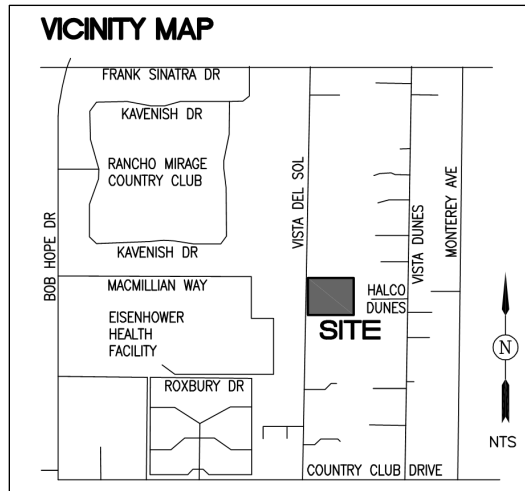 VICINITY MAP
FRANK SINATRA DR
KAVENISH DR
RANCHO MIRAGE
COUNTRY CLUB
KAVENISH DR
BOB HOPE DR
VISTA DEL SOL
VISTA DUNES
MONTEREY AVE
MACMILLIAN WAY
EISENHOWER
HEALTH
FACILITY
HALCO
DUNES
SITE
ROXBURY DR
N
NTS
COUNTRY CLUB DRIVE